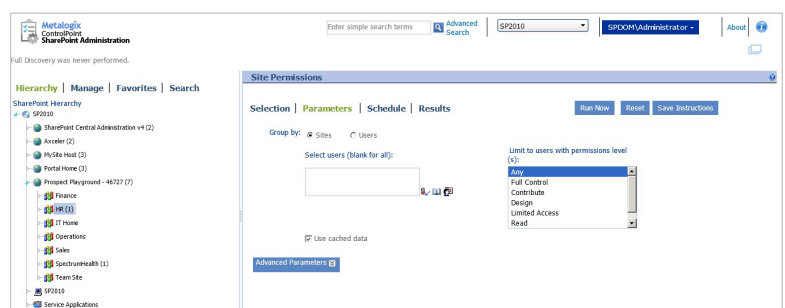 Metalogix
ControlPoint
SharePoint Administration
Enter simple search terms
Advanced Search
SP2010
SPDOM\Administrator
About
Full Discovery was never performed.
Hierarchy | Manage | Favorites | Search
SharePoint Hierarchy
SP2010
SharePoint Central Administration v4 (2)
Axceler (2)
MySite Host (3)
Portal Home (3)
Prospect Playground - 46727 (7)
Finance
HR (1)
IT Home
Operations
Sales
SpectrumHealth (1)
Team Site
SP2010
Service Applications
Site Permissions
Selection | Parameters | Schedule | Results
Run Now
Reset
Save Instructions
Group by:
Sites
Users
Select users (blank for all):
Limit to users with permissions level
(s):
Any
Full Control
Contribute
Design
Limited Access
Read
Use cached data
Advanced Parameters